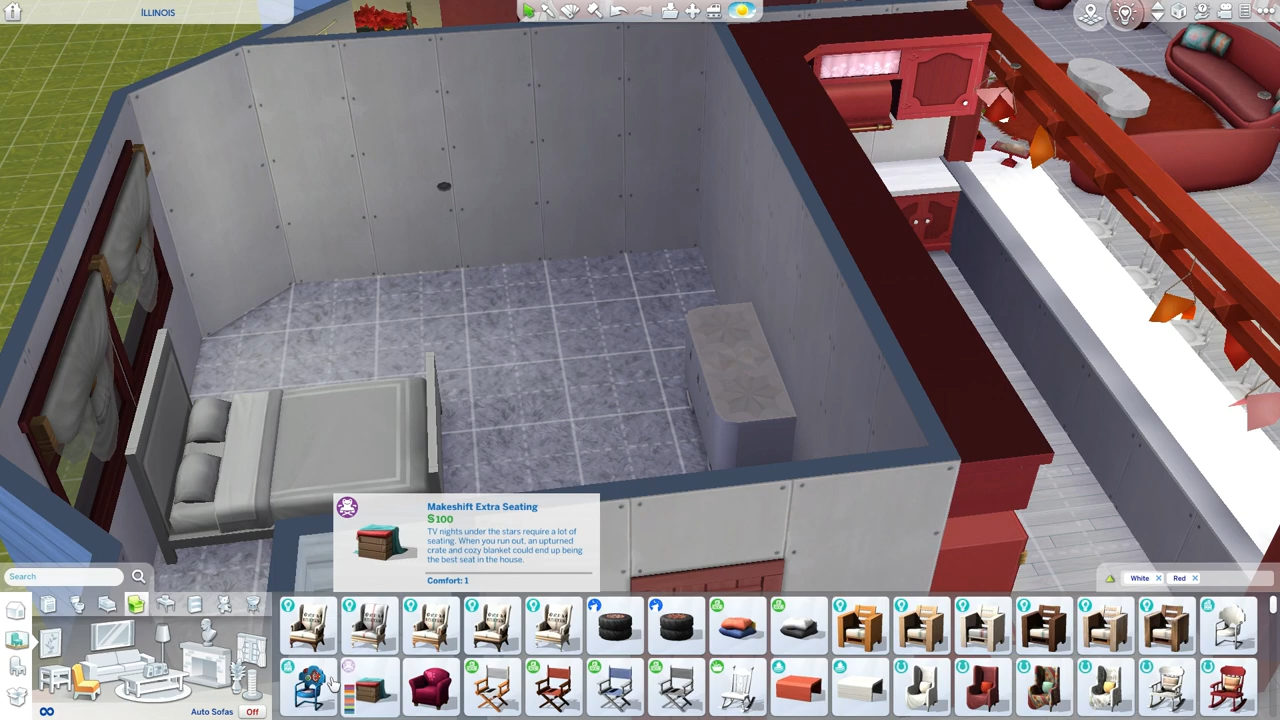 ILLINOIS
Makeshift Extra Seating
§100
TV nights under the stars require a lot of
seating. When you run out, an upturned
crate and cozy blanket could end up being
the best seat in the house.
Comfort: 1
Search
White
Red
Auto Sofas
Off